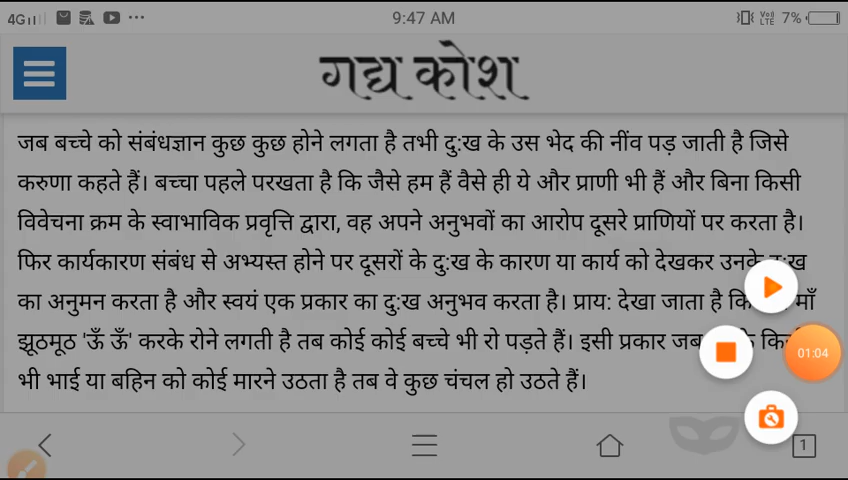 4G
9:47 AM
VoLTE 7%
गद्य कोश
जब बच्चे को संबंधज्ञान कुछ कुछ होने लगता है तभी दु:ख के उस भेद की नींव पड़ जाती है जिसे
करुणा कहते हैं। बच्चा पहले परखता है कि जैसे हम हैं वैसे ही ये और प्राणी भी हैं और बिना किसी
विवेचना क्रम के स्वाभाविक प्रवृत्ति द्वारा, वह अपने अनुभवों का आरोप दूसरे प्राणियों पर करता है।
फिर कार्यकारण संबंध से अभ्यस्त होने पर दूसरों के दु:ख के कारण या कार्य को देखकर उनके
का अनुमन करता है और स्वयं एक प्रकार का दु:ख अनुभव करता है। प्राय: देखा जाता है कि माँ
झूठमूठ 'ऊँ ऊँ' करके रोने लगती है तब कोई कोई बच्चे भी रो पड़ते हैं। इसी प्रकार जब
भी भाई या बहिन को कोई मारने उठता है तब वे कुछ चंचल हो उठते हैं।
01:04
1